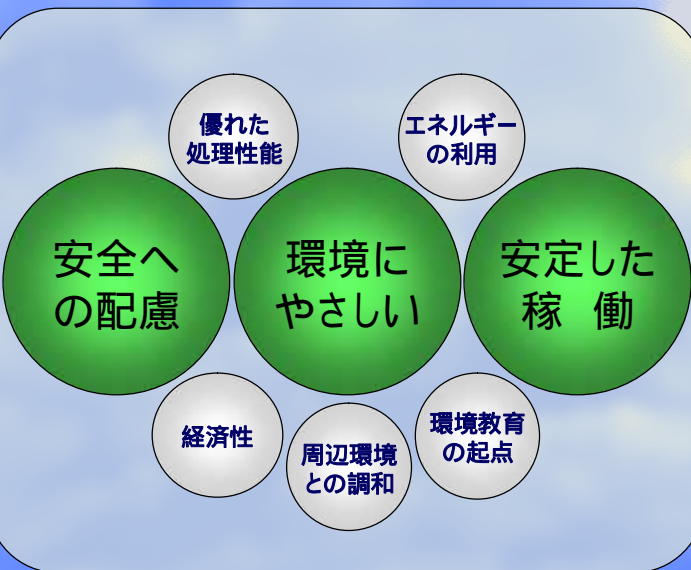 優れた
処理性能
エネルギー
の利用
安全へ
の配慮
環境に
やさしい
安定した
稼　働
経済性
周辺環境
との調和
環境教育
の起点